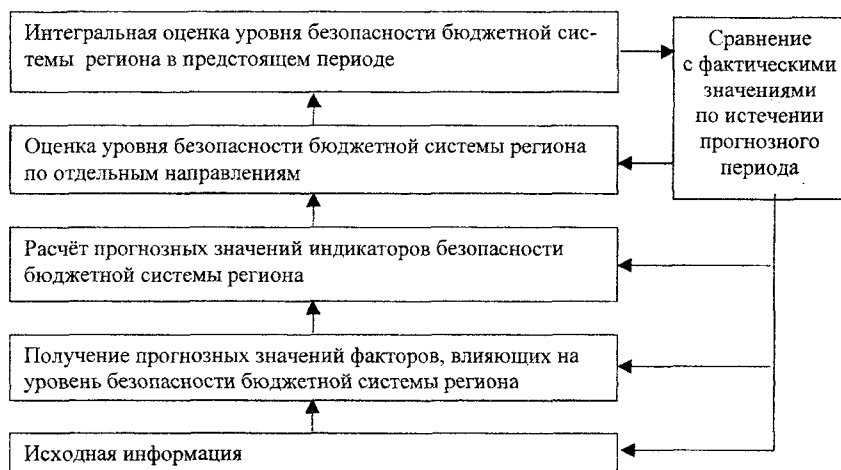 Интегральная оценка уровня безопасности бюджетной сис-
темы региона в предстоящем периоде
Сравнение
с фактическими
значениями
по истечении
прогнозного
периода
Оценка уровня безопасности бюджетной системы региона
по отдельным направлениям
Расчёт прогнозных значений индикаторов безопасности
бюджетной системы региона
Получение прогнозных значений факторов, влияющих на
уровень безопасности бюджетной системы региона
Исходная информация